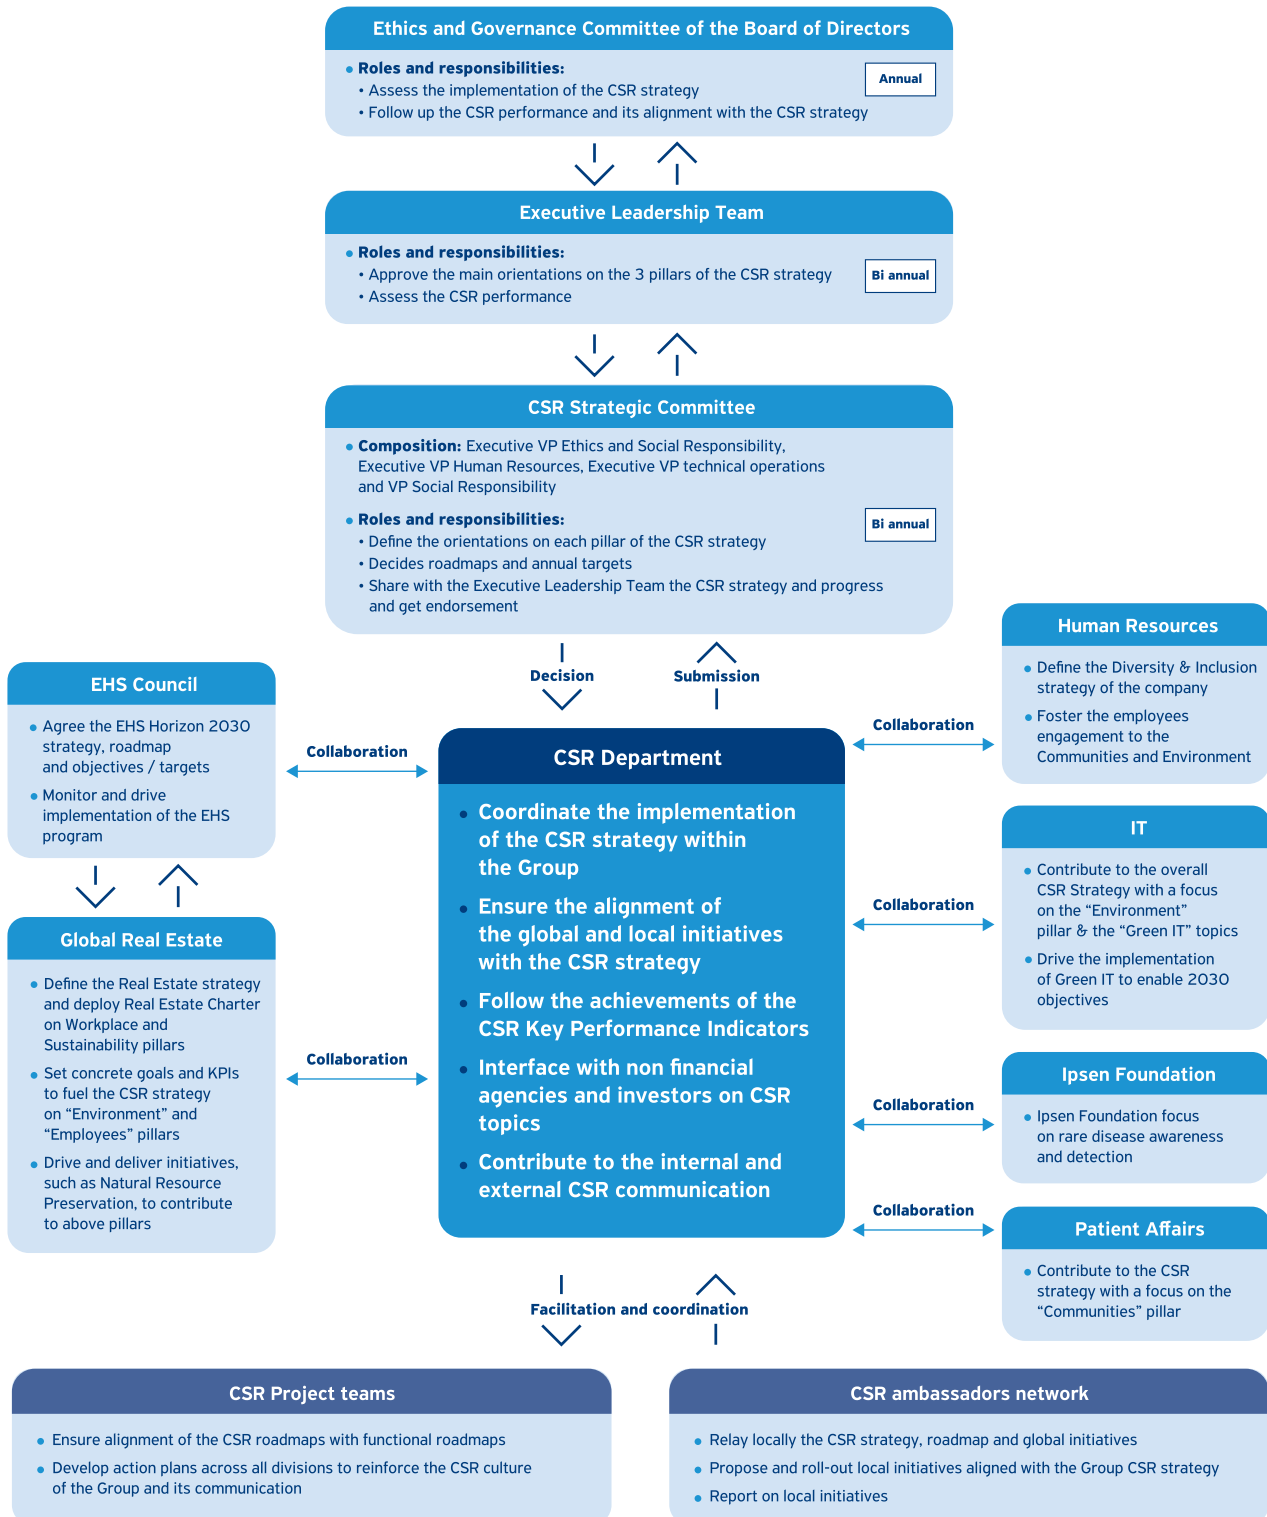 Ethics and Governance Committee of the Board of Directors
• Roles and responsibilities:
• Assess the implementation of the CSR strategy
• Follow up the CSR performance and its alignment with the CSR strategy
Annual
Executive Leadership Team
• Roles and responsibilities:
• Approve the main orientations on the 3 pillars of the CSR strategy
• Assess the CSR performance
Bi annual
CSR Strategic Committee
• Composition: Executive VP Ethics and Social Responsibility,
Executive VP Human Resources, Executive VP technical operations
and VP Social Responsibility
• Roles and responsibilities:
• Define the orientations on each pillar of the CSR strategy
• Decides roadmaps and annual targets
• Share with the Executive Leadership Team the CSR strategy and progress
and get endorsement
Bi annual
Decision
Submission
EHS Council
• Agree the EHS Horizon 2030
strategy, roadmap
and objectives / targets
• Monitor and drive
implementation of the EHS
program
Collaboration
Global Real Estate
• Define the Real Estate strategy
and deploy Real Estate Charter
on Workplace and
Sustainability pillars
• Set concrete goals and KPIs
to fuel the CSR strategy
on “Environment” and
“Employees” pillars
• Drive and deliver initiatives,
such as Natural Resource
Preservation, to contribute
to above pillars
Collaboration
CSR Department
• Coordinate the implementation
of the CSR strategy within
the Group
• Ensure the alignment of
the global and local initiatives
with the CSR strategy
• Follow the achievements of the
CSR Key Performance Indicators
• Interface with non financial
agencies and investors on CSR
topics
• Contribute to the internal and
external CSR communication
Collaboration
Human Resources
• Define the Diversity & Inclusion
strategy of the company
• Foster the employees
engagement to the
Communities and Environment
Collaboration
IT
• Contribute to the overall
CSR Strategy with a focus
on the “Environment”
pillar & the “Green IT” topics
• Drive the implementation
of Green IT to enable 2030
objectives
Collaboration
Ipsen Foundation
• Ipsen Foundation focus
on rare disease awareness
and detection
Collaboration
Patient Affairs
• Contribute to the CSR
strategy with a focus on the
“Communities” pillar
Facilitation and coordination
CSR Project teams
• Ensure alignment of the CSR roadmaps with functional roadmaps
• Develop action plans across all divisions to reinforce the CSR culture
of the Group and its communication
CSR ambassadors network
• Relay locally the CSR strategy, roadmap and global initiatives
• Propose and roll-out local initiatives aligned with the Group CSR strategy
• Report on local initiatives